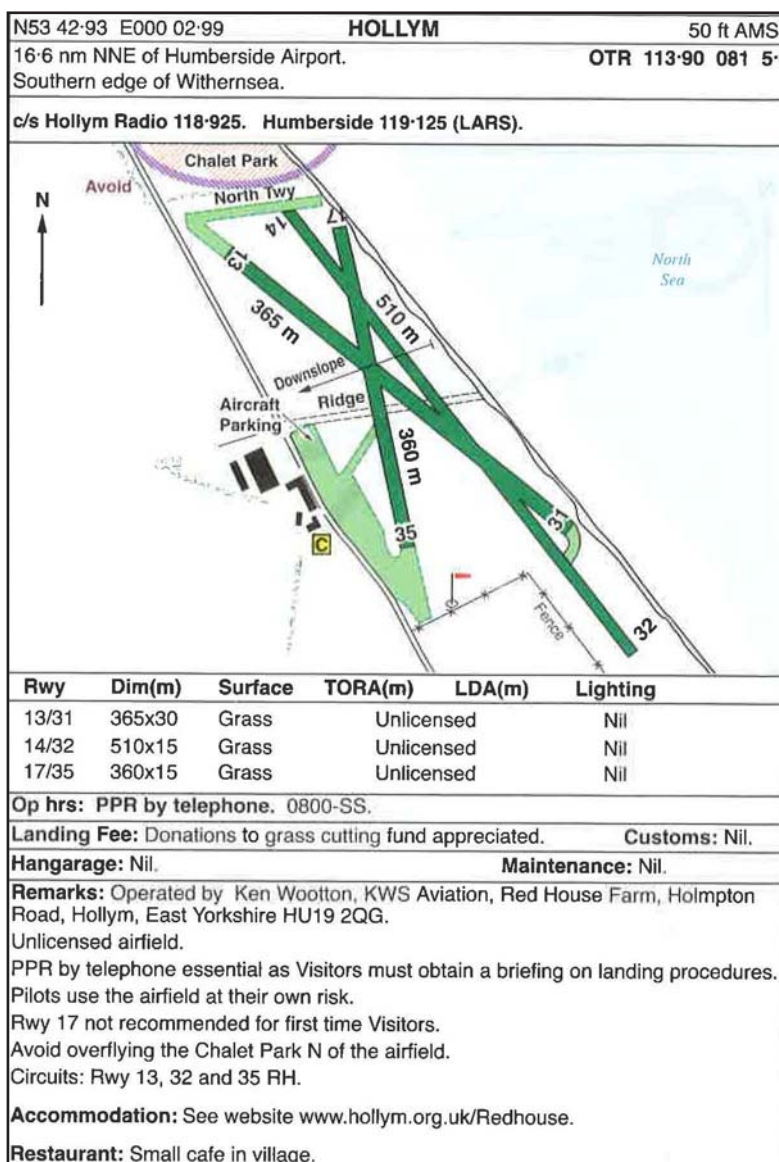 N53 42·93 E000 02·99 HOLLYM 50 ft AMS
16·6 nm NNE of Humberside Airport. OTR 113·90 081 5·
Southern edge of Withernsea.
c/s Hollym Radio 118·925. Humberside 119·125 (LARS).
Chalet Park
Avoid
N
North Twy
14
17
13
North
Sea
365 m
510 m
Downslope
Ridge
Aircraft
Parking
360 m
35
31
C
Fence
32
Rwy Dim(m) Surface TORA(m) LDA(m) Lighting
13/31 365x30 Grass Unlicensed Nil
14/32 510x15 Grass Unlicensed Nil
17/35 360x15 Grass Unlicensed Nil
Op hrs: PPR by telephone. 0800-SS.
Landing Fee: Donations to grass cutting fund appreciated. Customs: Nil.
Hangarage: Nil. Maintenance: Nil.
Remarks: Operated by Ken Wootton, KWS Aviation, Red House Farm, Holmpton
Road, Hollym, East Yorkshire HU19 2QG.
Unlicensed airfield.
PPR by telephone essential as Visitors must obtain a briefing on landing procedures.
Pilots use the airfield at their own risk.
Rwy 17 not recommended for first time Visitors.
Avoid overflying the Chalet Park N of the airfield.
Circuits: Rwy 13, 32 and 35 RH.
Accommodation: See website www.hollym.org.uk/Redhouse.
Restaurant: Small cafe in village.